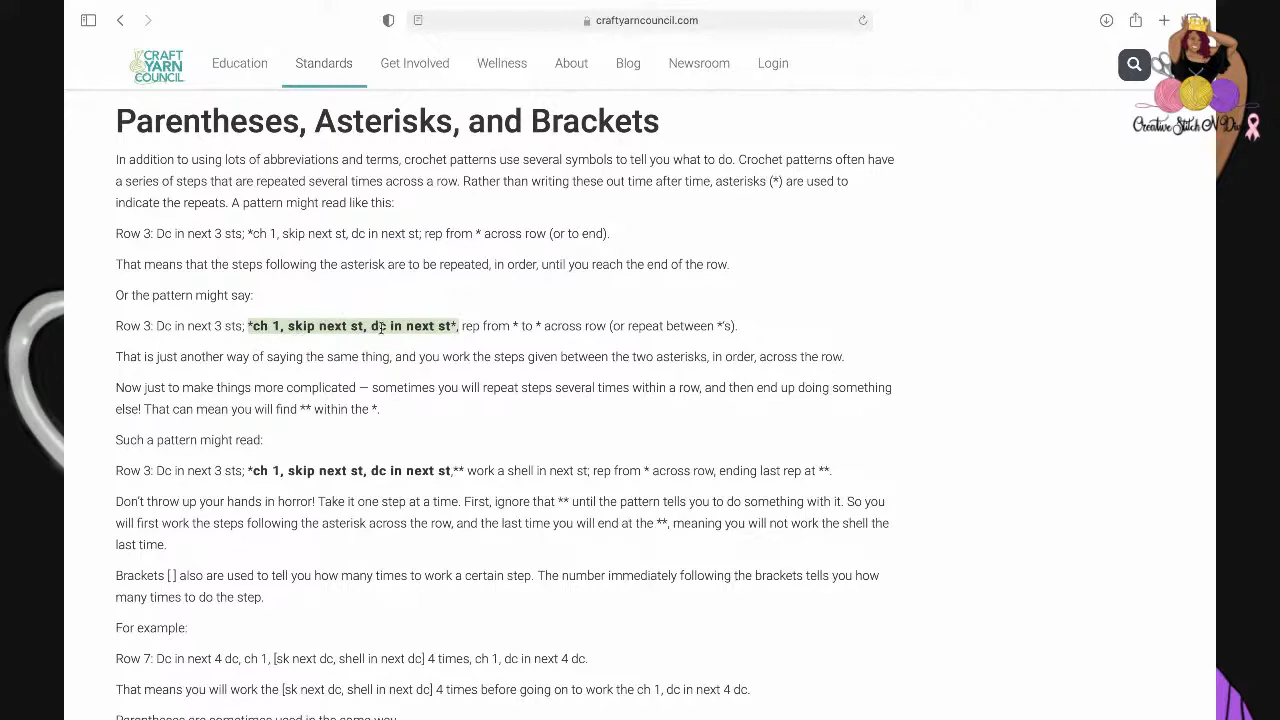 craftyarncouncil.com
CRAFT
YARN
COUNCIL
Education Standards Get Involved Wellness About Blog Newsroom Login
Parentheses, Asterisks, and Brackets
In addition to using lots of abbreviations and terms, crochet patterns use several symbols to tell you what to do. Crochet patterns often have
a series of steps that are repeated several times across a row. Rather than writing these out time after time, asterisks (*) are used to
indicate the repeats. A pattern might read like this:
Row 3: Dc in next 3 sts; *ch 1, skip next st, dc in next st; rep from * across row (or to end).
That means that the steps following the asterisk are to be repeated, in order, until you reach the end of the row.
Or the pattern might say:
Row 3: Dc in next 3 sts; *ch 1, skip next st, dc in next st*, rep from * to * across row (or repeat between *’s).
That is just another way of saying the same thing, and you work the steps given between the two asterisks, in order, across the row.
Now just to make things more complicated — sometimes you will repeat steps several times within a row, and then end up doing something
else! That can mean you will find ** within the *.
Such a pattern might read:
Row 3: Dc in next 3 sts; *ch 1, skip next st, dc in next st,** work a shell in next st; rep from * across row, ending last rep at **.
Don’t throw up your hands in horror! Take it one step at a time. First, ignore that ** until the pattern tells you to do something with it. So you
will first work the steps following the asterisk across the row, and the last time you will end at the **, meaning you will not work the shell the
last time.
Brackets [ ] also are used to tell you how many times to work a certain step. The number immediately following the brackets tells you how
many times to do the step.
For example:
Row 7: Dc in next 4 dc, ch 1, [sk next dc, shell in next dc] 4 times, ch 1, dc in next 4 dc.
That means you will work the [sk next dc, shell in next dc] 4 times before going on to work the ch 1, dc in next 4 dc.
Parentheses are sometimes used in the same way
Creative Stitch N